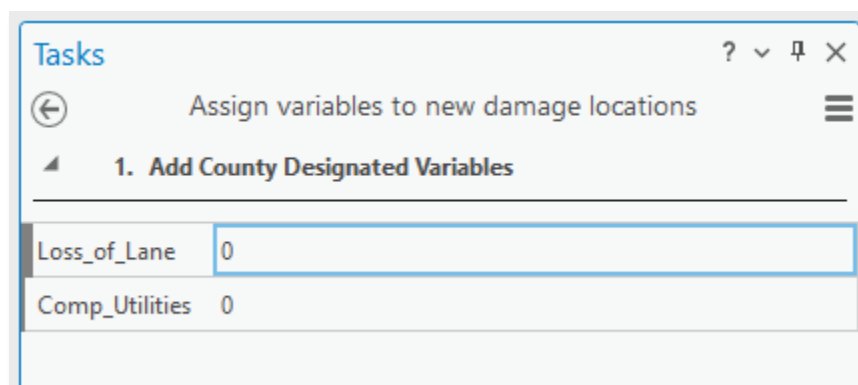 Tasks
Assign variables to new damage locations
1. Add County Designated Variables
Loss_of_Lane 0
Comp_Utilities 0